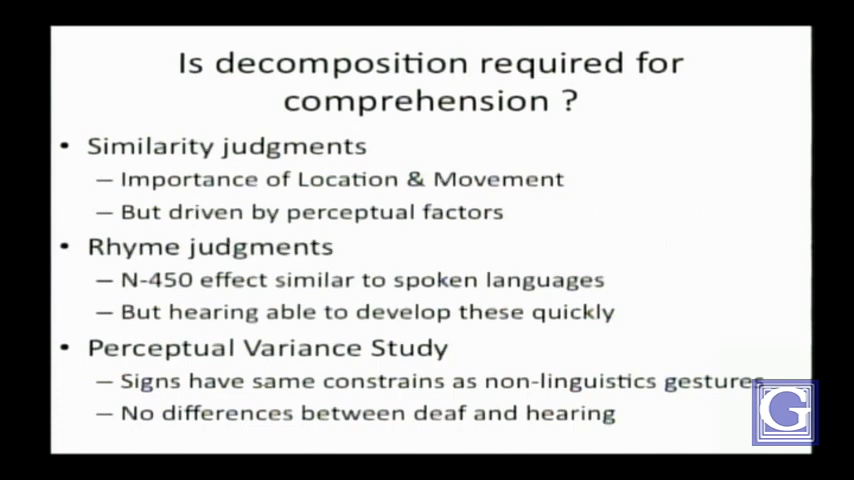 Is decomposition required for
comprehension ?
• Similarity judgments
– Importance of Location & Movement
– But driven by perceptual factors
• Rhyme judgments
– N-450 effect similar to spoken languages
– But hearing able to develop these quickly
• Perceptual Variance Study
– Signs have same constrains as non-linguistics gestures
– No differences between deaf and hearing
G